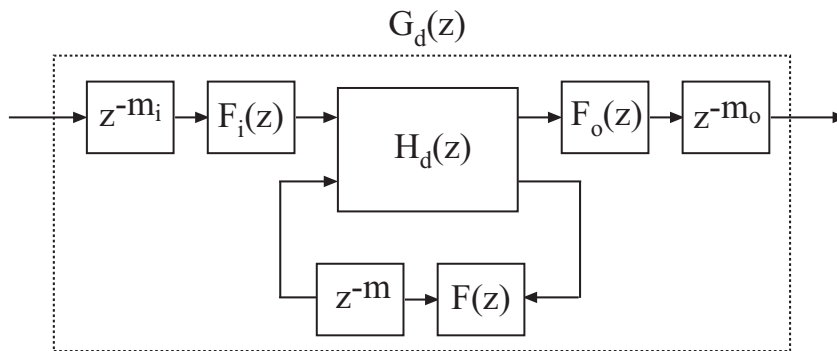 G_d(z)
z^-m_i
F_i(z)
H_d(z)
F_o(z)
z^-m_o
z^-m
F(z)